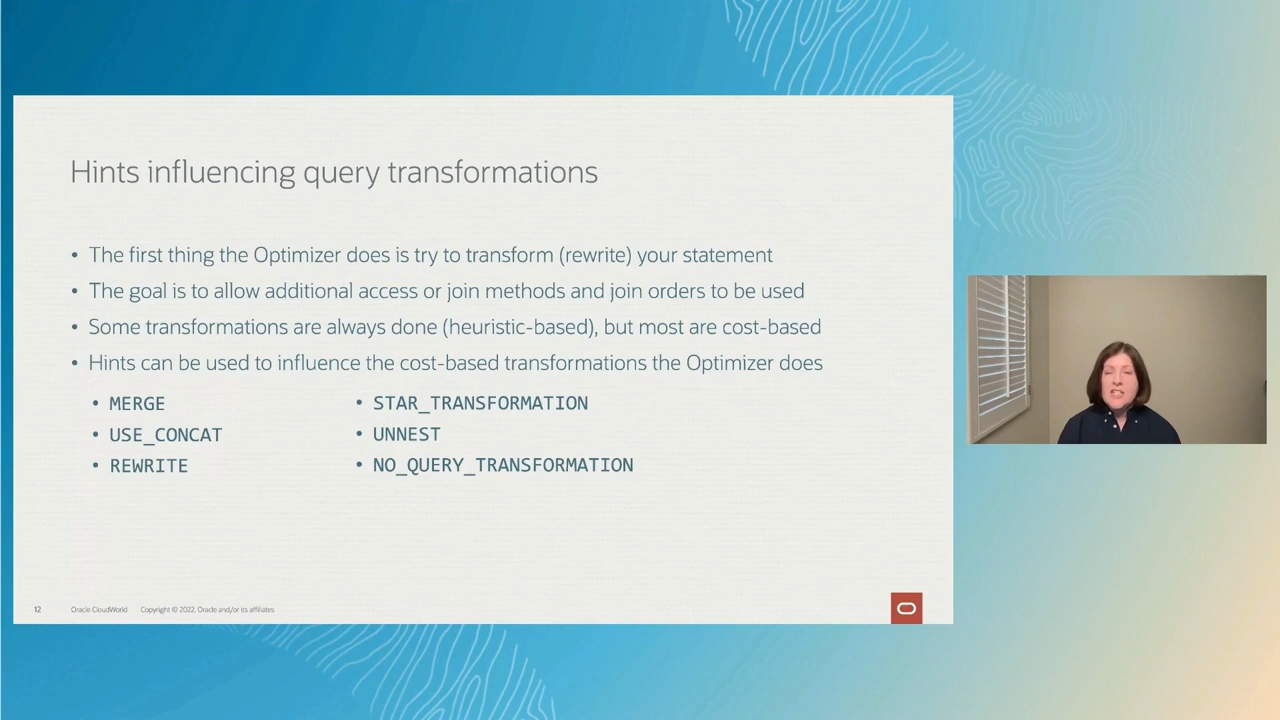 Hints influencing query transformations
• The first thing the Optimizer does is try to transform (rewrite) your statement
• The goal is to allow additional access or join methods and join orders to be used
• Some transformations are always done (heuristic-based), but most are cost-based
• Hints can be used to influence the cost-based transformations the Optimizer does
• MERGE
• USE_CONCAT
• REWRITE
• STAR_TRANSFORMATION
• UNNEST
• NO_QUERY_TRANSFORMATION
12 Oracle CloudWorld Copyright © 2022, Oracle and/or its affiliates